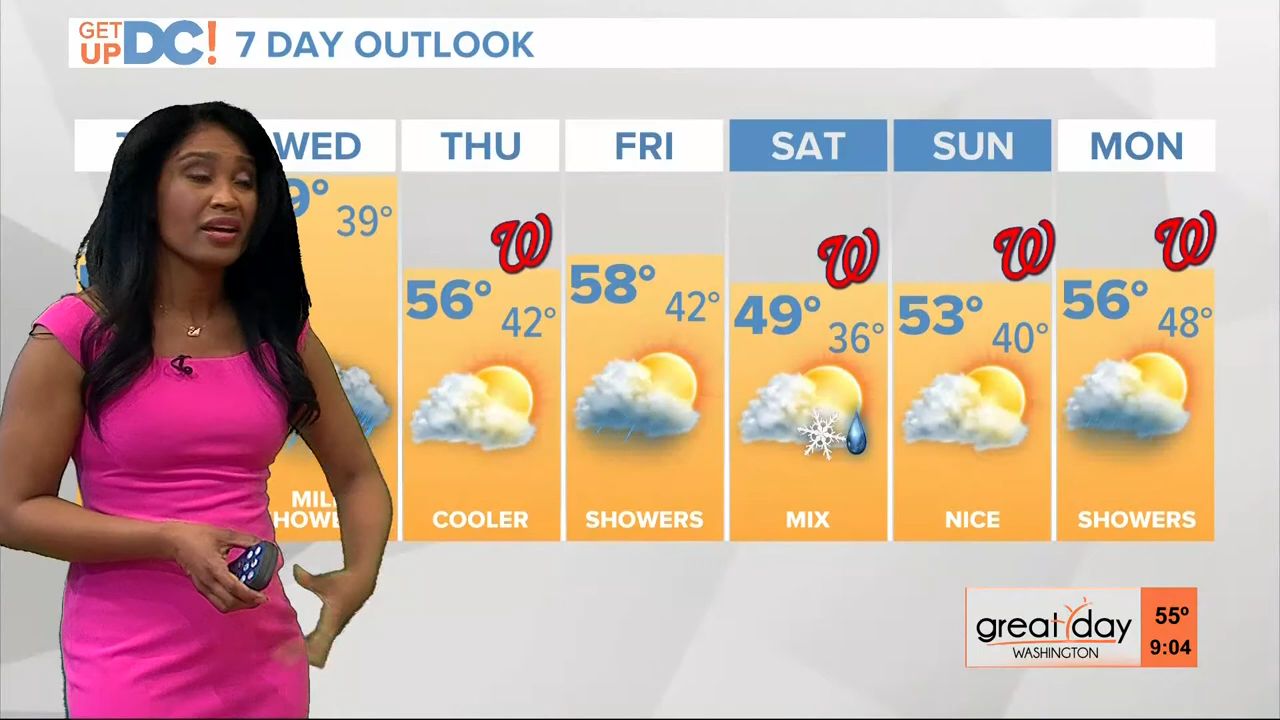 GET UP DC! 7 DAY OUTLOOK
WED THU FRI SAT SUN MON
9° 39°
56° 42°
58° 42°
49° 36°
53° 40°
56° 48°
W
W
W
W
COOLER
SHOWERS
MIX
NICE
SHOWERS
great day 55°
WASHINGTON 9:04